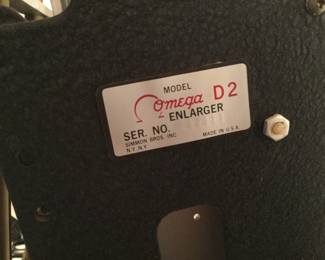 MODEL
Omega D2
ENLARGER
SER. NO.
SIMMON BROS. INC
N.Y. N.Y. MADE IN U.S.A.